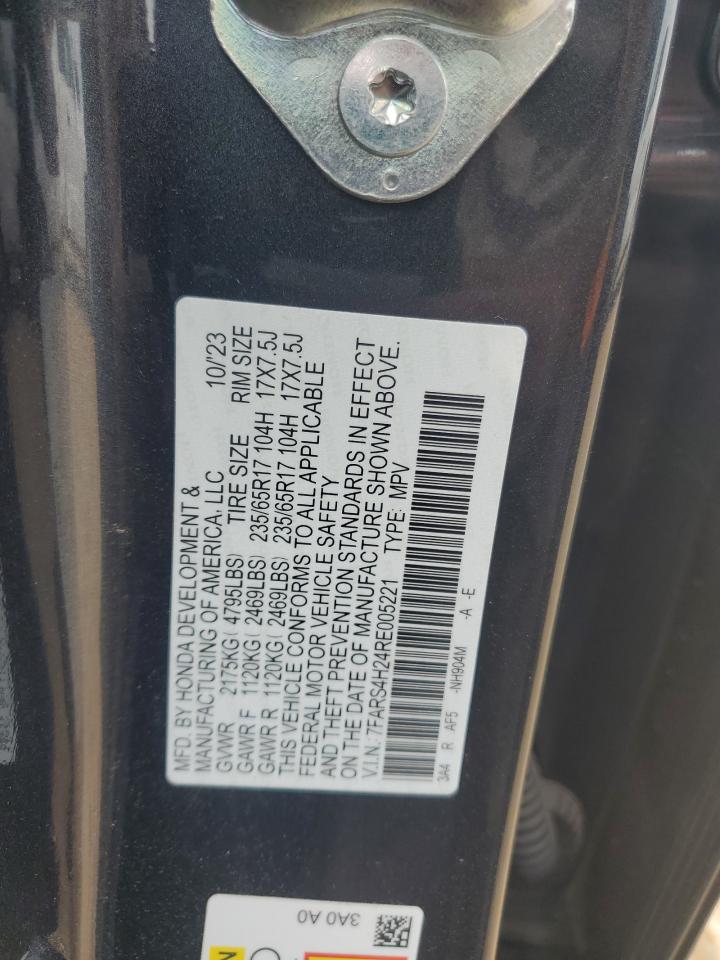 MFD. BY HONDA DEVELOPMENT &
MANUFACTURING OF AMERICA, LLC 10/'23
GVWR 2175KG( 4795LBS) TIRE SIZE RIM SIZE
GAWR F 1120KG( 2469LBS) 235/65R17 104H 17X7.5J
GAWR R 1120KG( 2469LBS) 235/65R17 104H 17X7.5J
THIS VEHICLE CONFORMS TO ALL APPLICABLE
FEDERAL MOTOR VEHICLE SAFETY
AND THEFT PREVENTION STANDARDS IN EFFECT
ON THE DATE OF MANUFACTURE SHOWN ABOVE.
V.I.N.: 7FARS4H24RE005221 TYPE: MPV
3A4 R AF5 -NH904M -A -E
3A0 A0